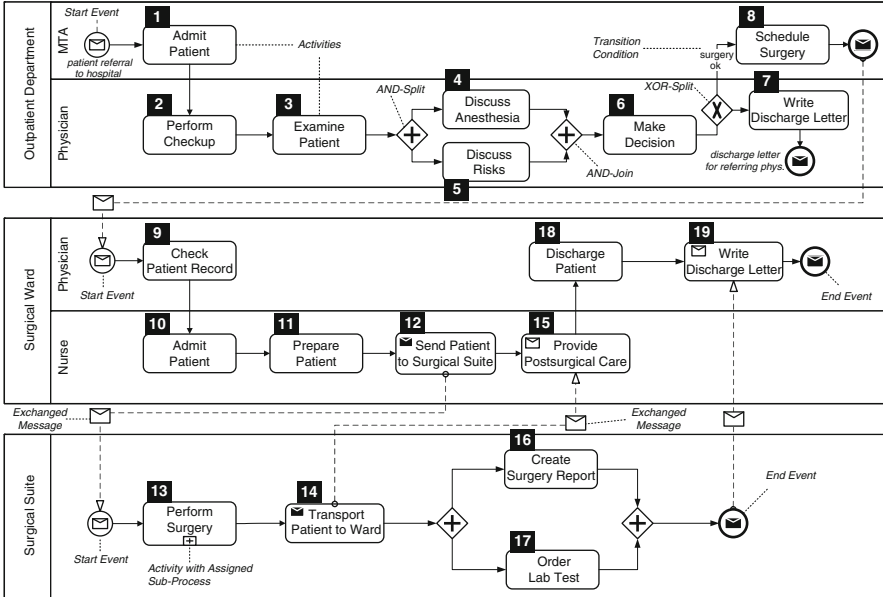 Outpatient Department
MTA
Start Event
patient referral
to hospital
1
Admit
Patient
Activities
Transition
Condition
surgery
ok
8
Schedule
Surgery
Physician
2
Perform
Checkup
3
Examine
Patient
AND-Split
4
Discuss
Anesthesia
5
Discuss
Risks
AND-Join
6
Make
Decision
XOR-Split
X
7
Write
Discharge Letter
discharge letter
for referring phys.
Surgical Ward
Physician
Start Event
9
Check
Patient Record
18
Discharge
Patient
19
Write
Discharge Letter
End Event
Nurse
10
Admit
Patient
11
Prepare
Patient
12
Send Patient
to Surgical Suite
15
Provide
Postsurgical Care
Exchanged
Message
Exchanged
Message
Surgical Suite
Start Event
13
Perform
Surgery
Activity with Assigned
Sub-Process
14
Transport
Patient to Ward
16
Create
Surgery Report
17
Order
Lab Test
End Event